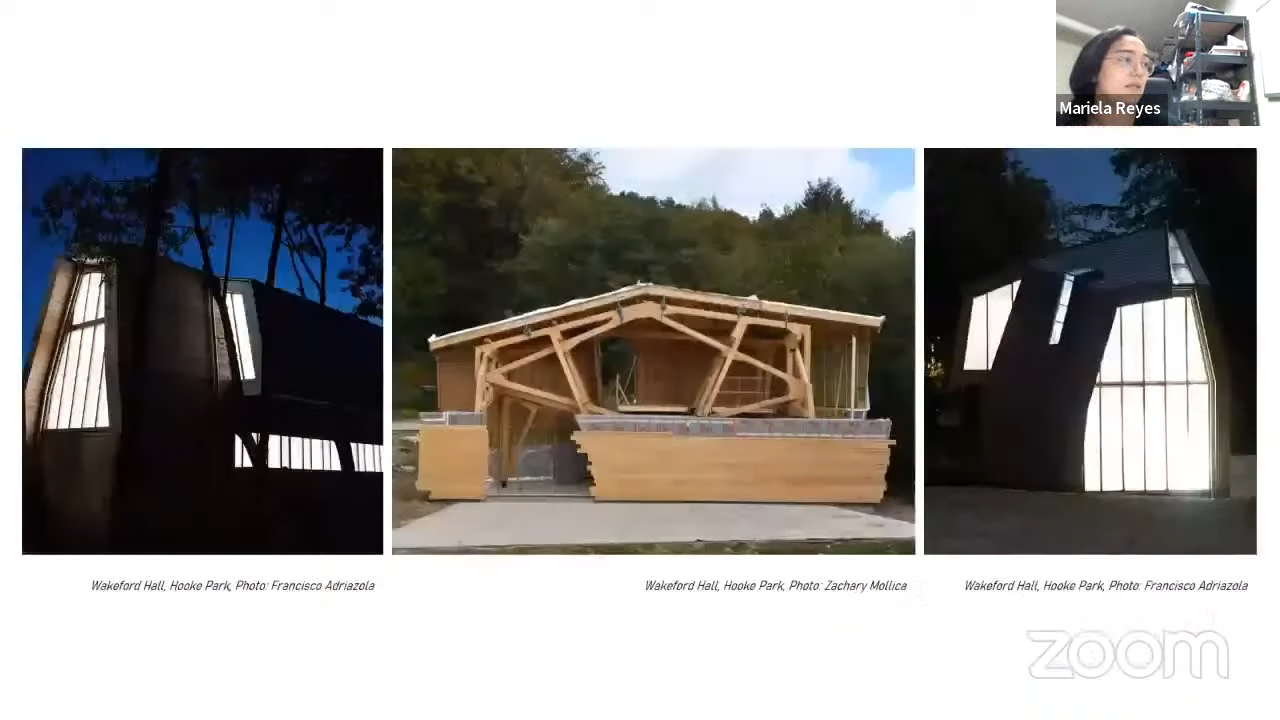 Mariela Reyes
Wakeford Hall, Hooke Park, Photo: Francisco Adriazola
Wakeford Hall, Hooke Park, Photo: Zachary Mollica
Wakeford Hall, Hooke Park, Photo: Francisco Adriazola
zoom